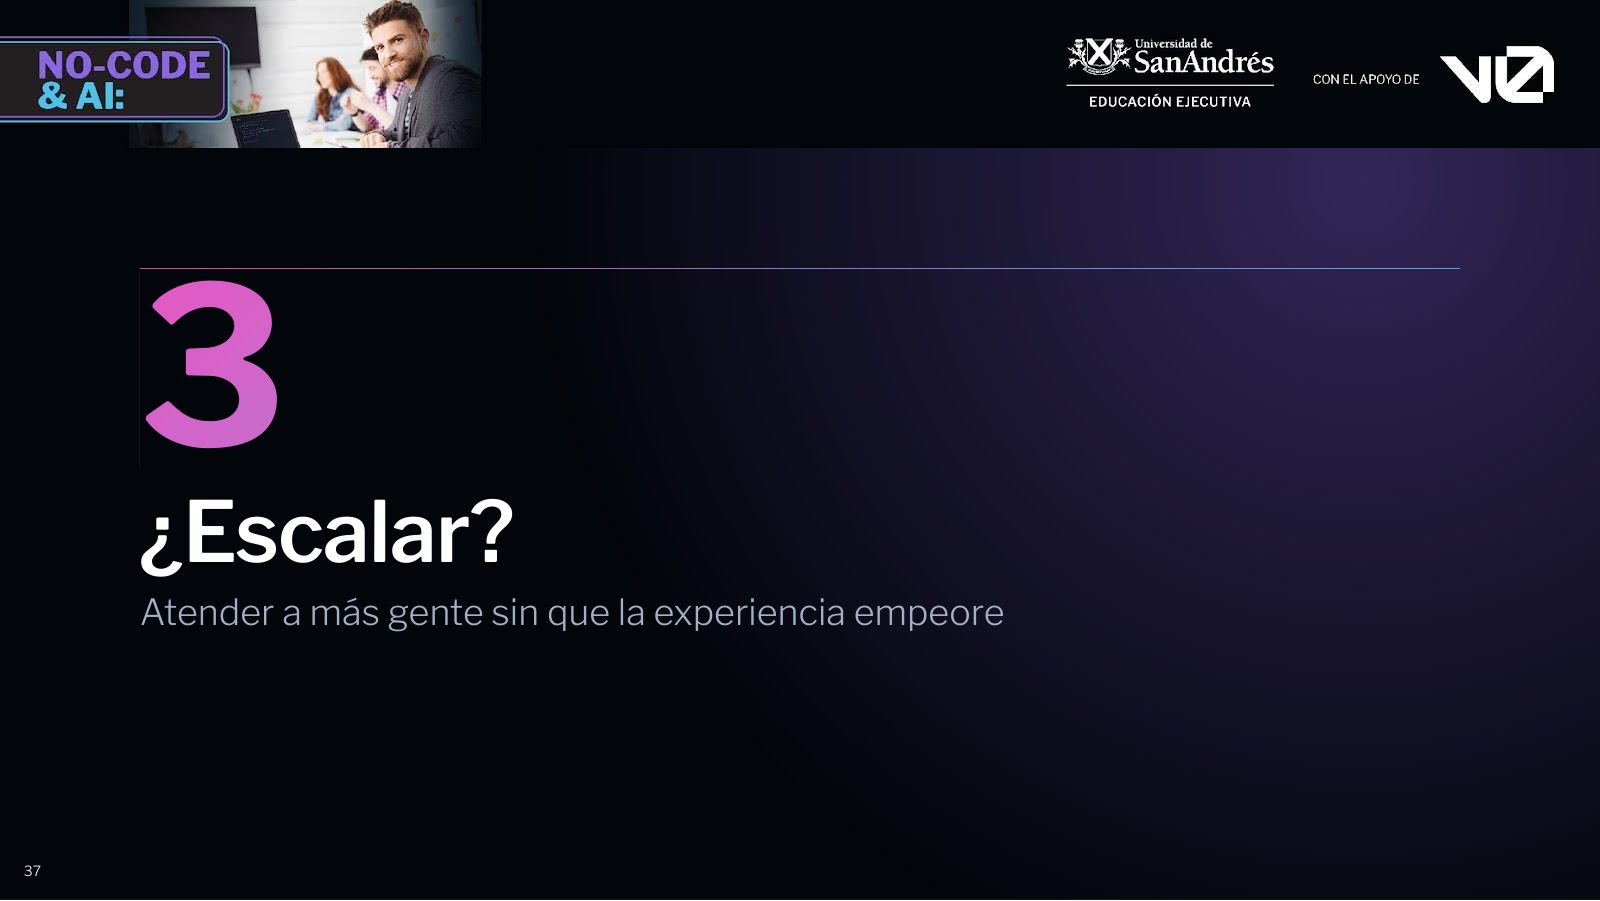 NO-CODE
& AI:
Universidad de
SanAndrés
EDUCACIÓN EJECUTIVA
CON EL APOYO DE
v0
3
¿Escalar?
Atender a más gente sin que la experiencia empeore
37